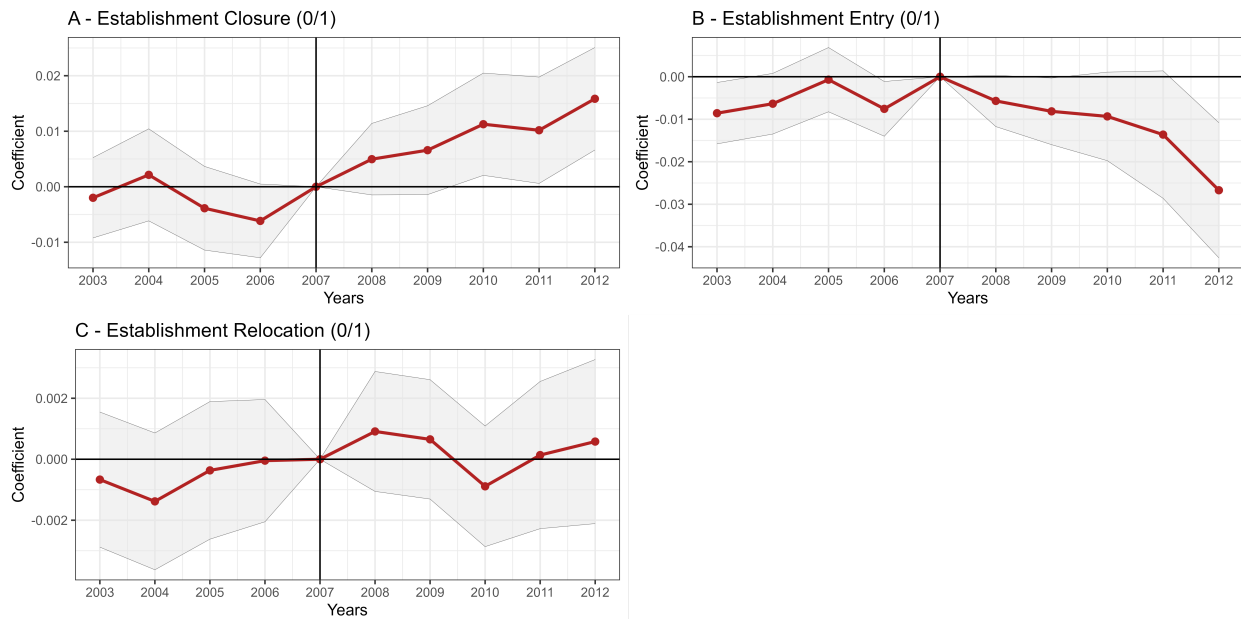 A - Establishment Closure (0/1)
Coefficient
0.02
0.01
0.00
-0.01
2003 2004 2005 2006 2007 2008 2009 2010 2011 2012
Years
B - Establishment Entry (0/1)
Coefficient
0.00
-0.01
-0.02
-0.03
-0.04
2003 2004 2005 2006 2007 2008 2009 2010 2011 2012
Years
C - Establishment Relocation (0/1)
Coefficient
0.002
0.000
-0.002
2003 2004 2005 2006 2007 2008 2009 2010 2011 2012
Years